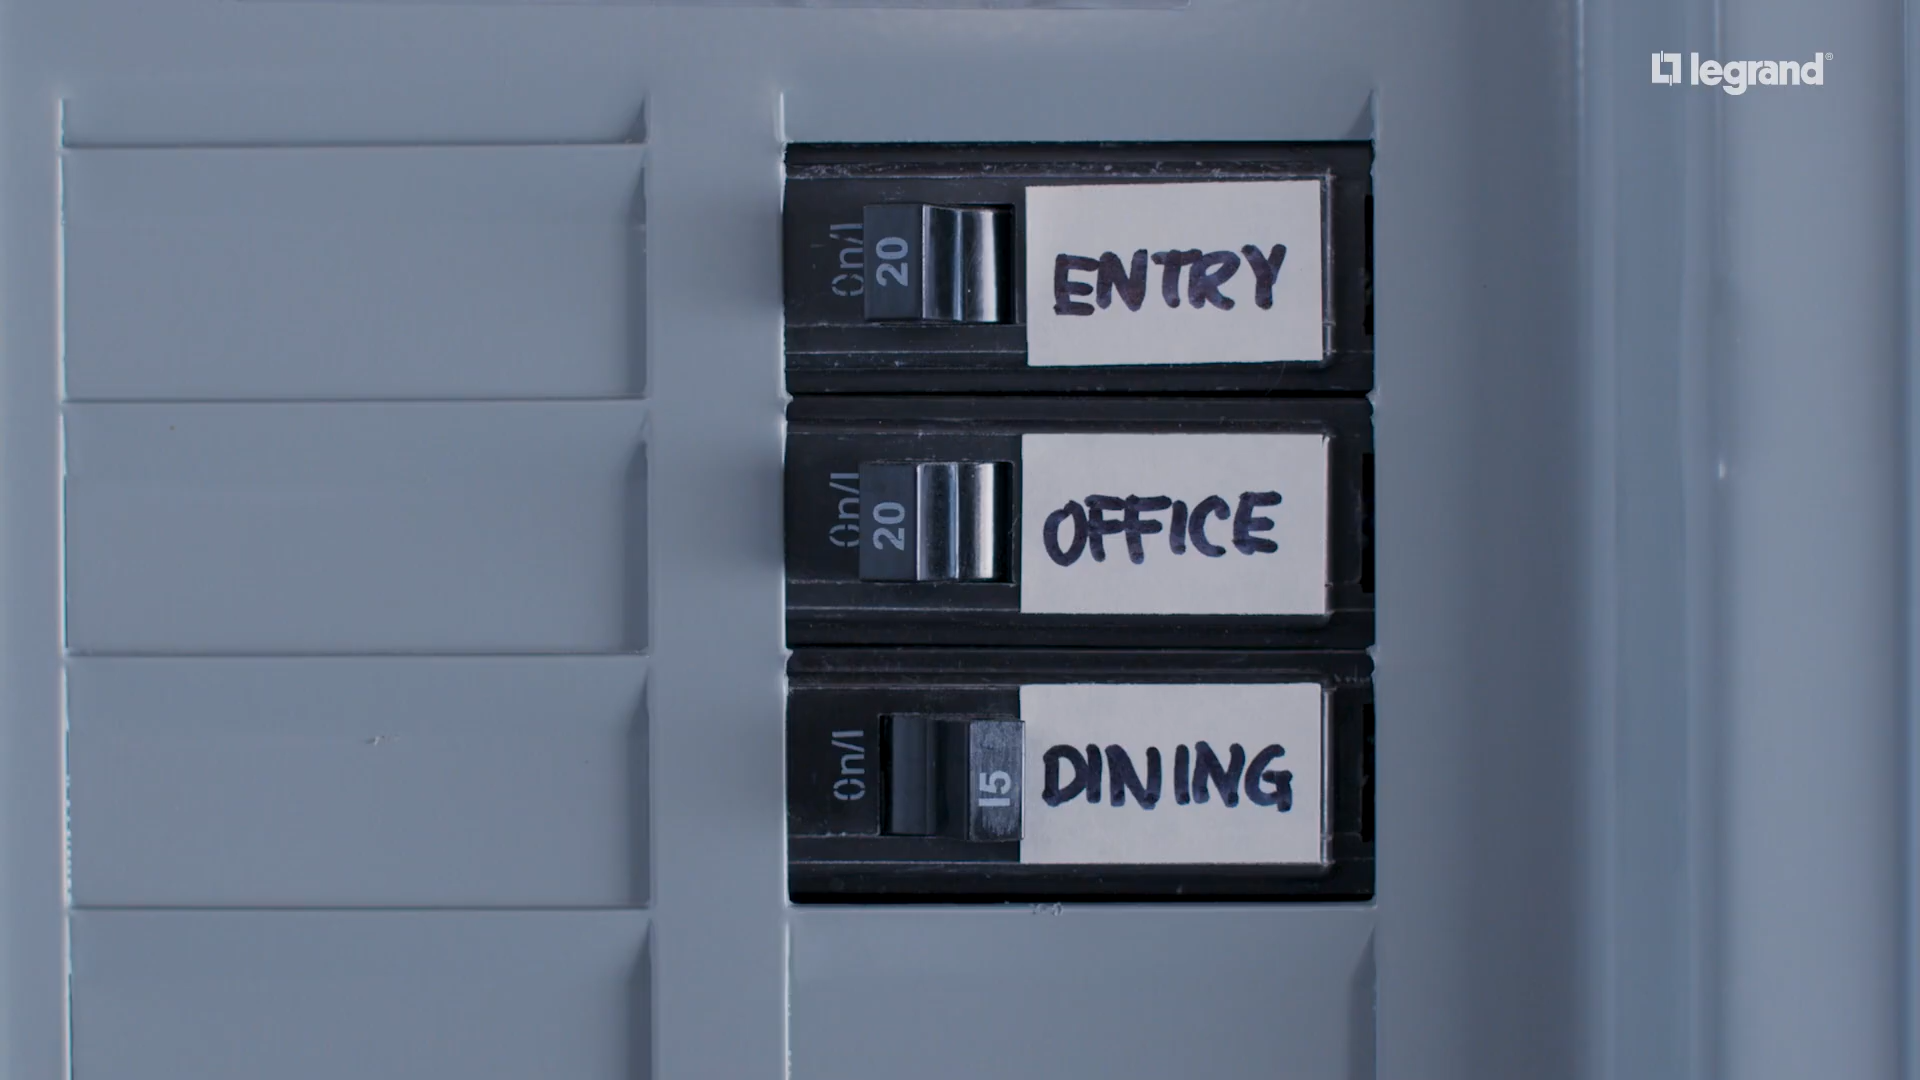 legrand®
On/I
20
ENTRY
On/I
20
OFFICE
On/I
15
DINING